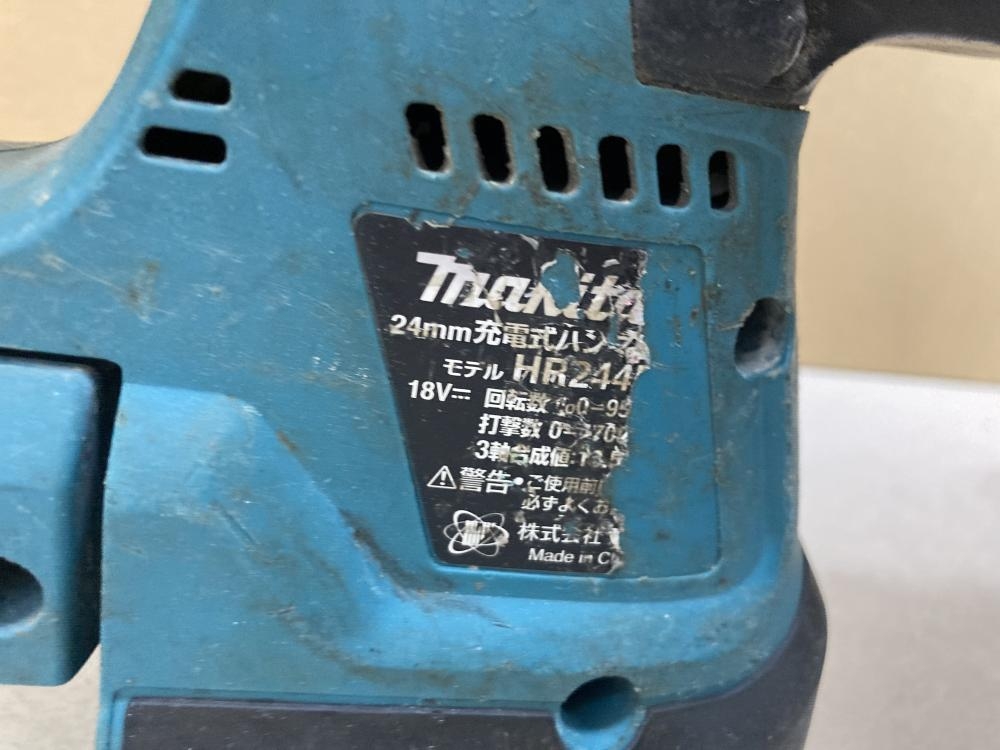 makita
24mm充電式ハン
モデル HR244
18V⎓ 回転数
打撃数
3軸合成値:13.5
⚠警告・ご使用前
必ずよくお
株式会社
Made in C